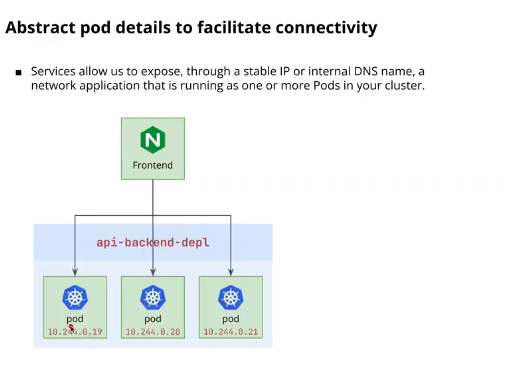 Abstract pod details to facilitate connectivity
▪ Services allow us to expose, through a stable IP or internal DNS name, a
network application that is running as one or more Pods in your cluster.
N
Frontend
api-backend-depl
pod pod pod
10.244.0.19 10.244.0.20 10.244.0.21